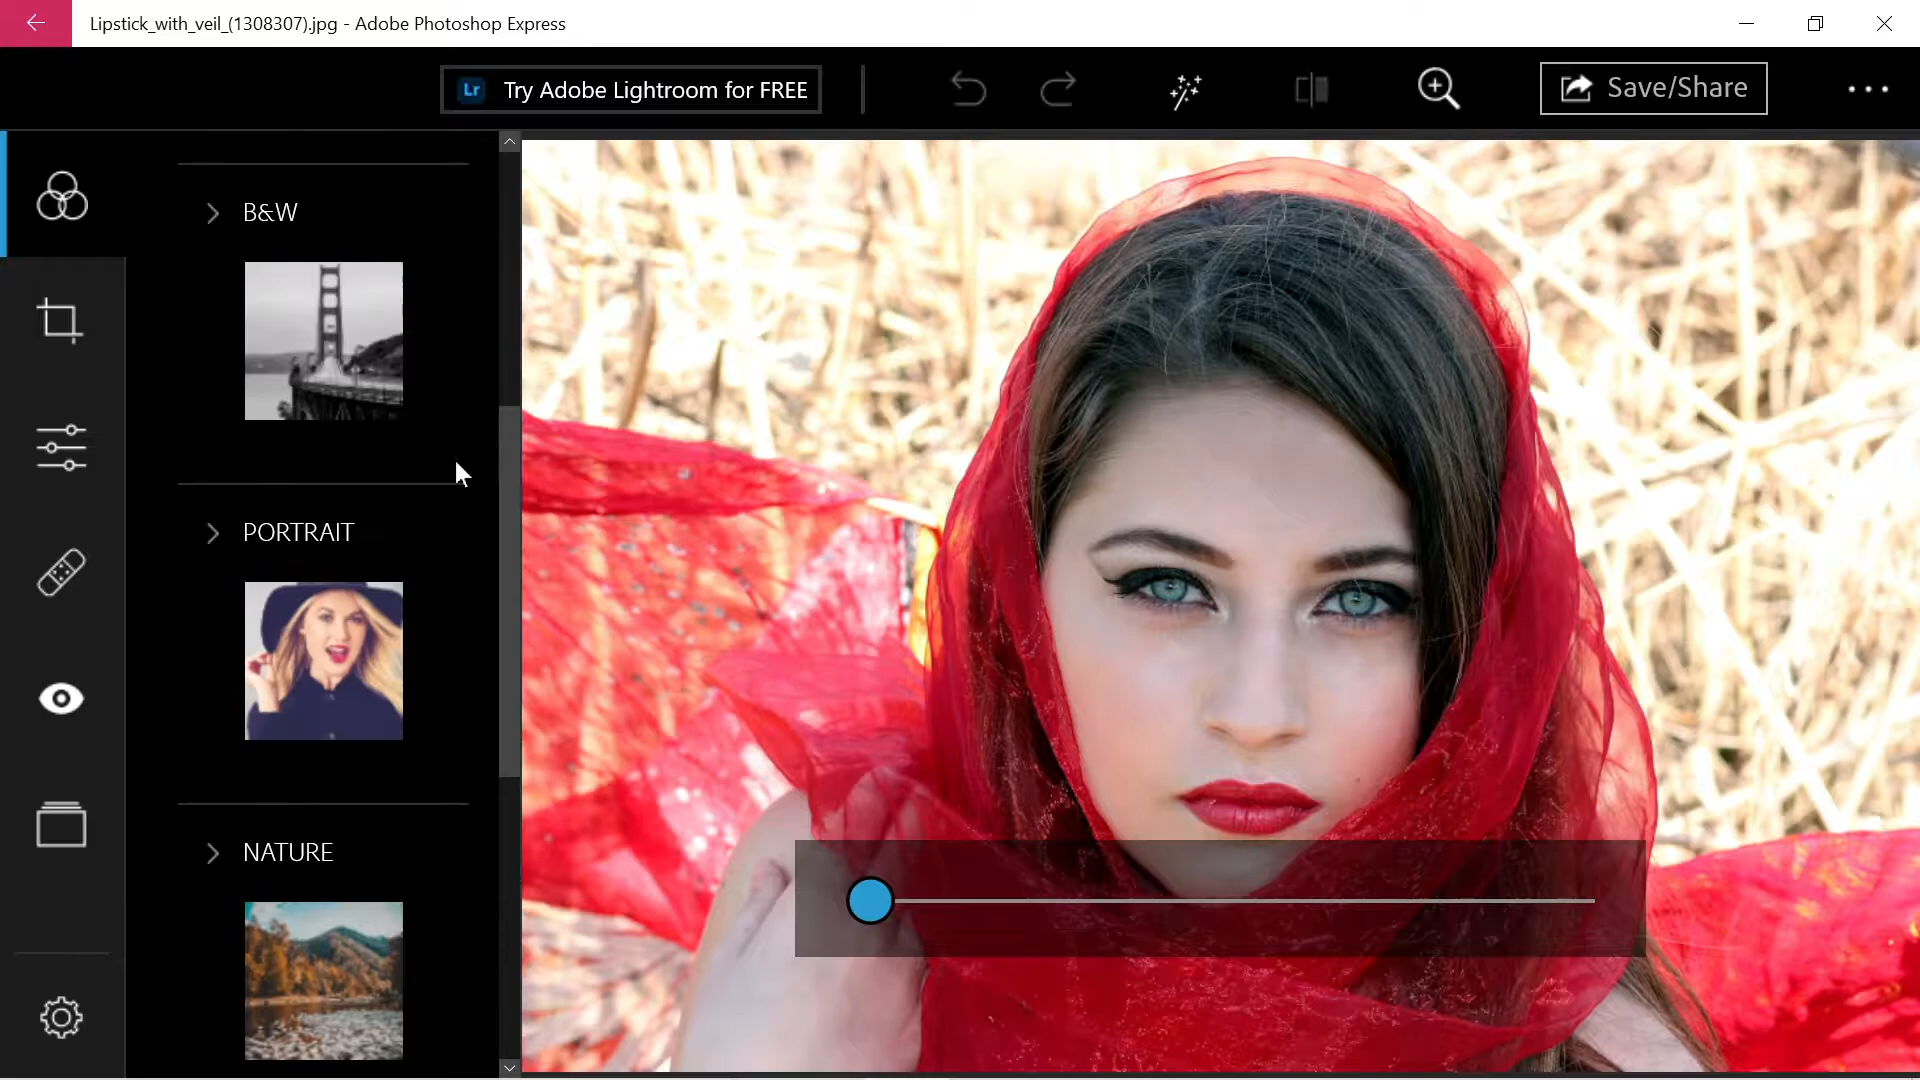 Lipstick_with_veil_(1308307).jpg - Adobe Photoshop Express
Lr Try Adobe Lightroom for FREE
Save/Share
B&W
PORTRAIT
NATURE